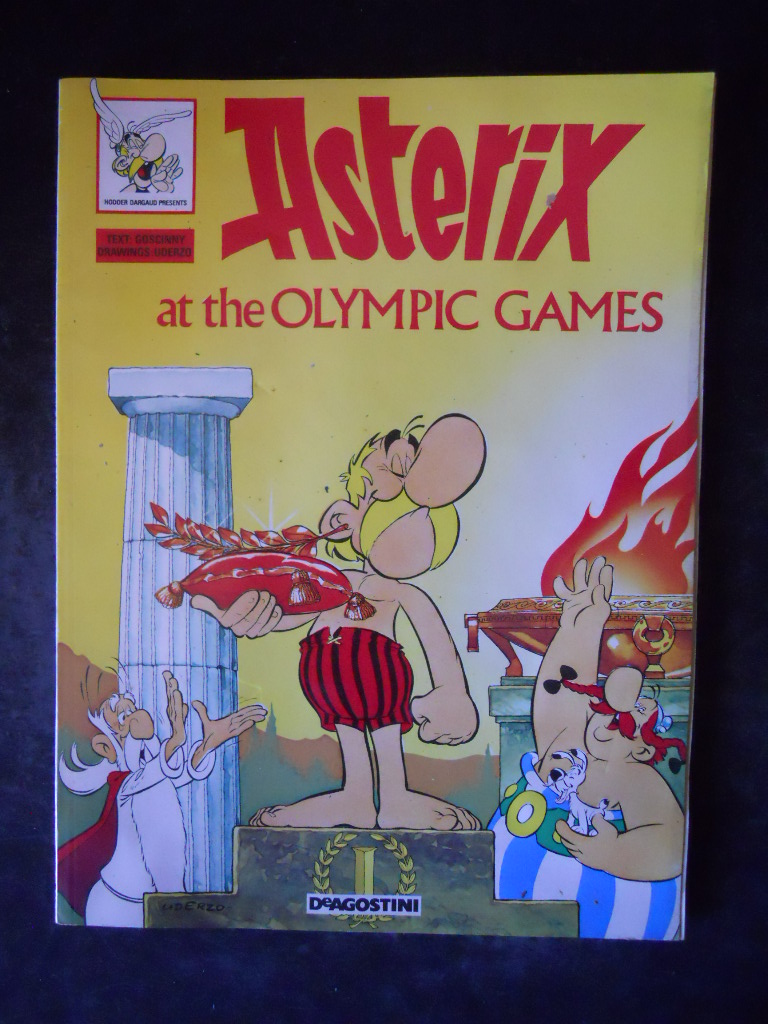 HODDER DARGAUD PRESENTS
TEXT: GOSCINNY
DRAWINGS: UDERZO
Asterix
at the OLYMPIC GAMES
I
UDERZO
DeAGOSTINI